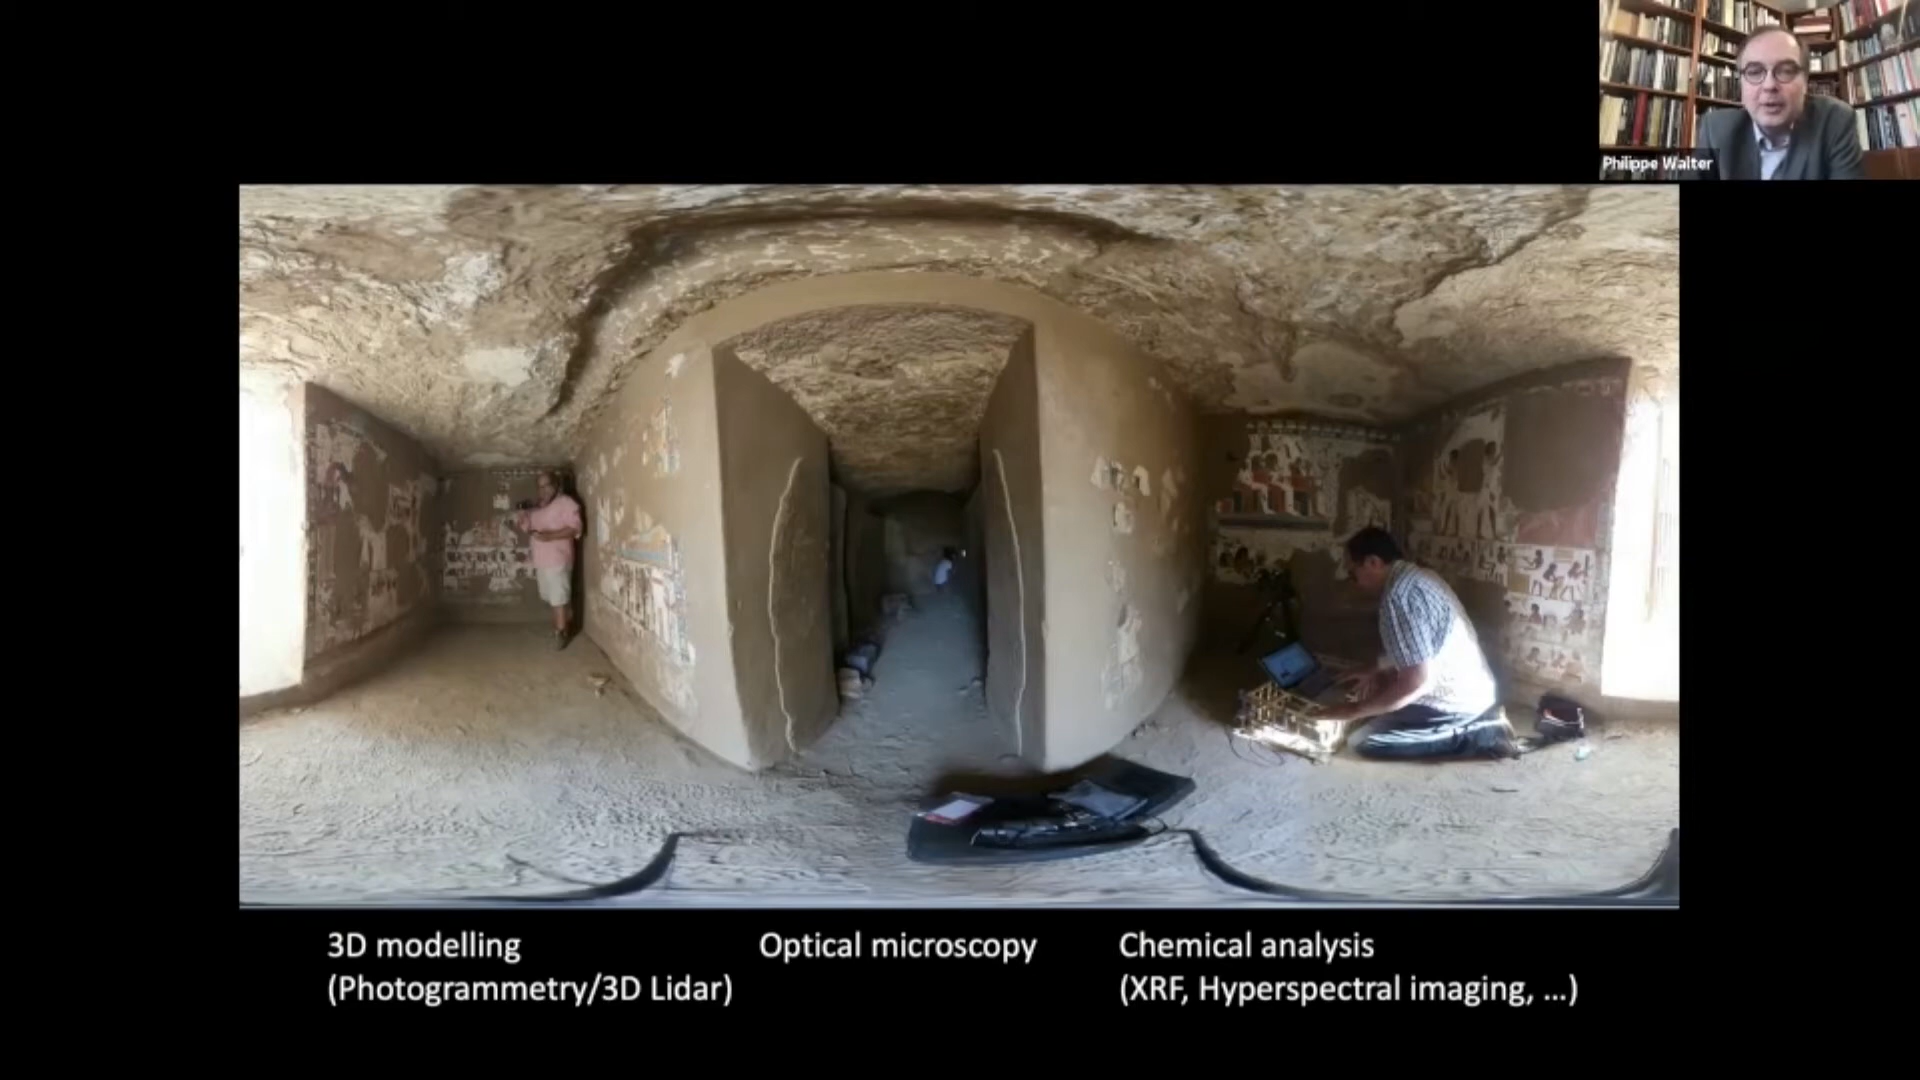 Philippe Walter
3D modelling
(Photogrammetry/3D Lidar)
Optical microscopy
Chemical analysis
(XRF, Hyperspectral imaging, ...)